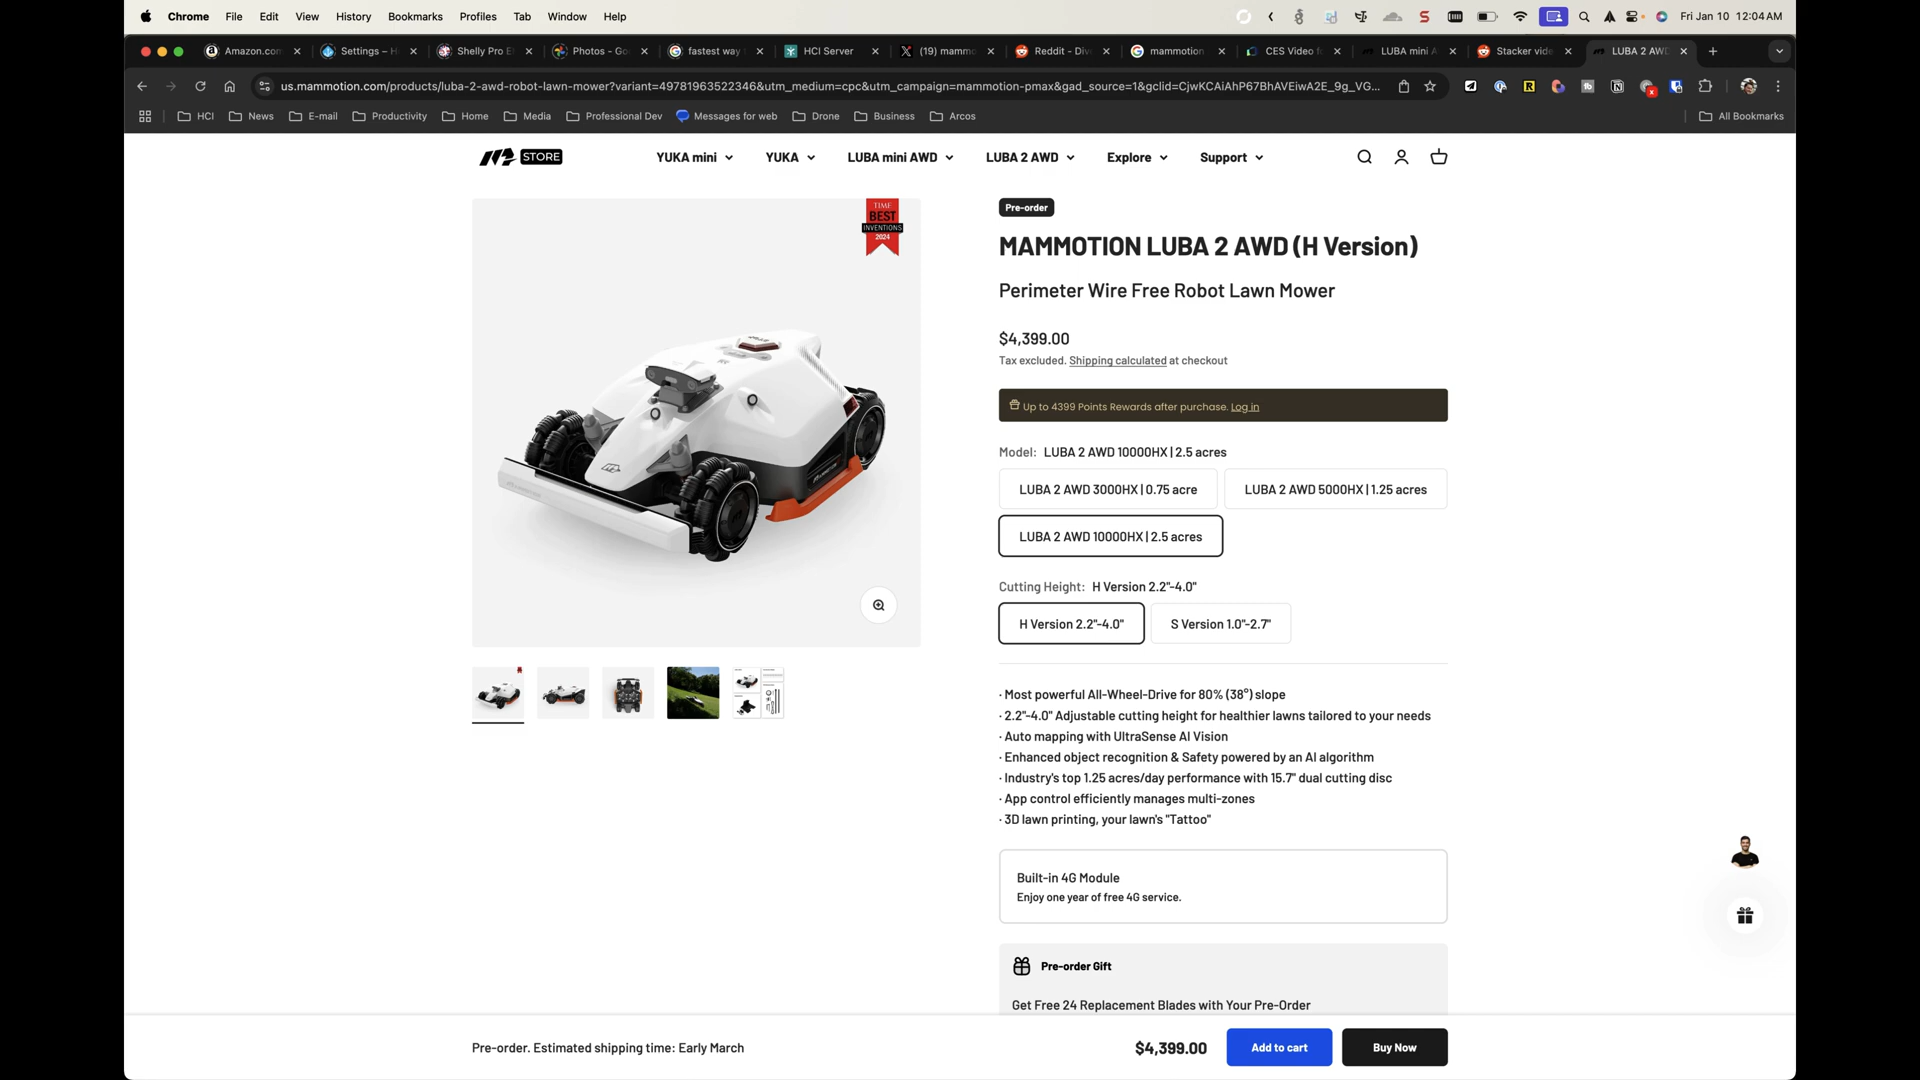 Chrome File Edit View History Bookmarks Profiles Tab Window Help
Fri Jan 10 12:04 AM
Amazon.com
Settings – H
Shelly Pro E
Photos - Go
fastest way
HCI Server
(19) mammo
Reddit - Div
mammotion
CES Video f
LUBA mini A
Stacker vide
LUBA 2 AWD
us.mammotion.com/products/luba-2-awd-robot-lawn-mower?variant=49781963522346&utm_medium=cpc&utm_campaign=mammotion-pmax&gad_source=1&gclid=CjwKCAiAhP67BhAVEiwA2E_9g_VG...
HCI News E-mail Productivity Home Media Professional Dev Messages for web Drone Business Arcos All Bookmarks
STORE
YUKA mini YUKA LUBA mini AWD LUBA 2 AWD Explore Support
TIME
BEST
INVENTIONS
2024
Pre-order
MAMMOTION LUBA 2 AWD (H Version)
Perimeter Wire Free Robot Lawn Mower
$4,399.00
Tax excluded. Shipping calculated at checkout
Up to 4399 Points Rewards after purchase. Log in
Model: LUBA 2 AWD 10000HX | 2.5 acres
LUBA 2 AWD 3000HX | 0.75 acre
LUBA 2 AWD 5000HX | 1.25 acres
LUBA 2 AWD 10000HX | 2.5 acres
Cutting Height: H Version 2.2"-4.0"
H Version 2.2"-4.0"
S Version 1.0"-2.7"
· Most powerful All-Wheel-Drive for 80% (38°) slope
· 2.2"-4.0" Adjustable cutting height for healthier lawns tailored to your needs
· Auto mapping with UltraSense AI Vision
· Enhanced object recognition & Safety powered by an AI algorithm
· Industry's top 1.25 acres/day performance with 15.7" dual cutting disc
· App control efficiently manages multi-zones
· 3D lawn printing, your lawn's "Tattoo"
Built-in 4G Module
Enjoy one year of free 4G service.
Pre-order Gift
Get Free 24 Replacement Blades with Your Pre-Order
Pre-order. Estimated shipping time: Early March
$4,399.00
Add to cart
Buy Now